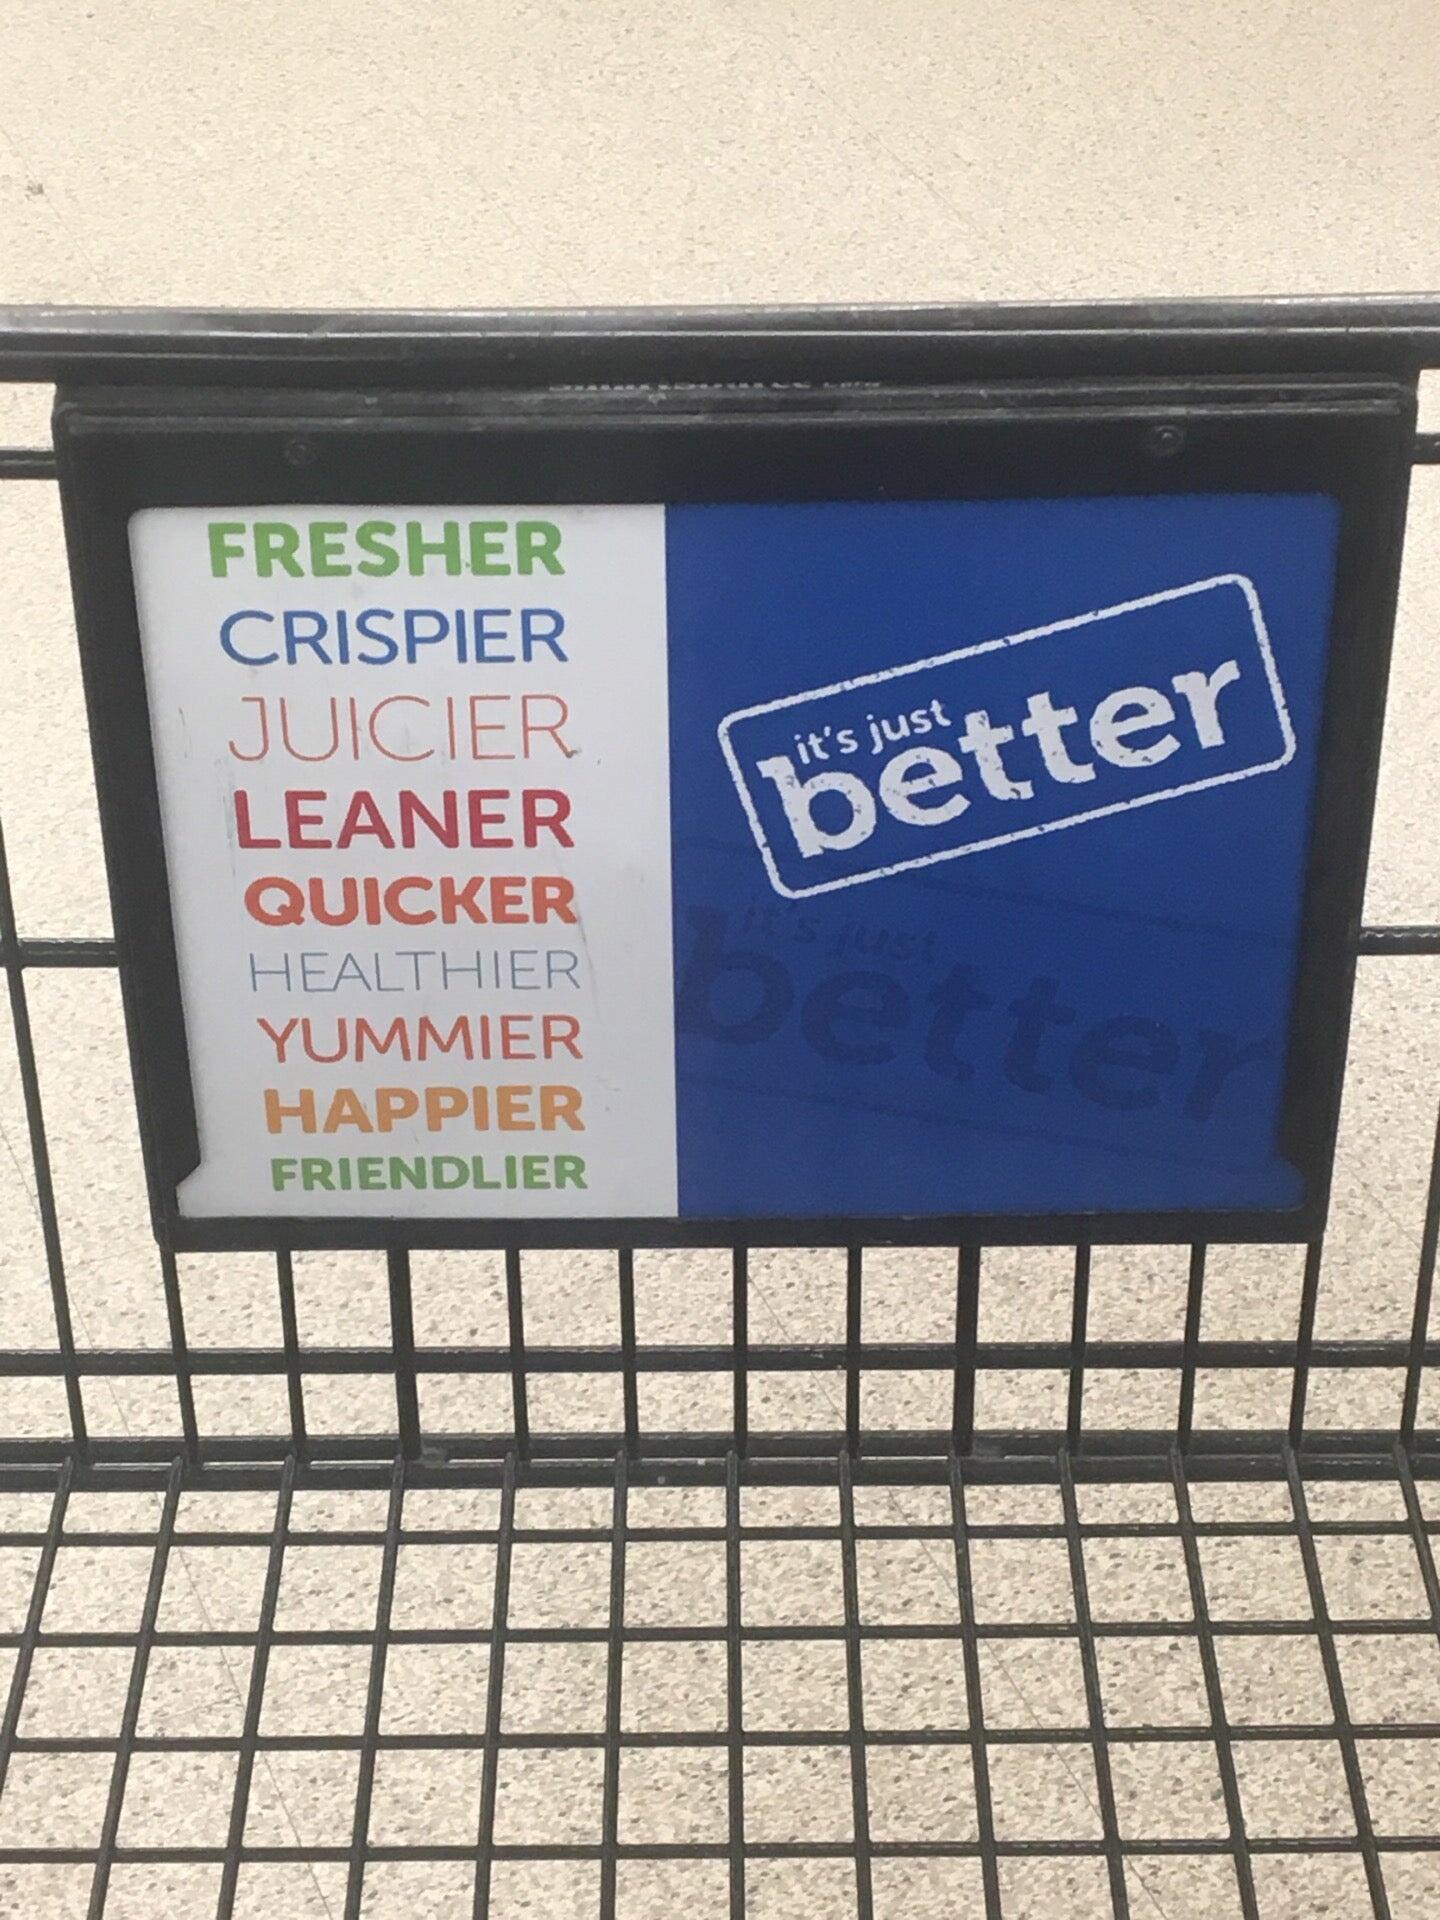 FRESHER
CRISPIER
JUICIER
LEANER
QUICKER
HEALTHIER
YUMMIER
HAPPIER
FRIENDLIER
it's just
better
it's just
better